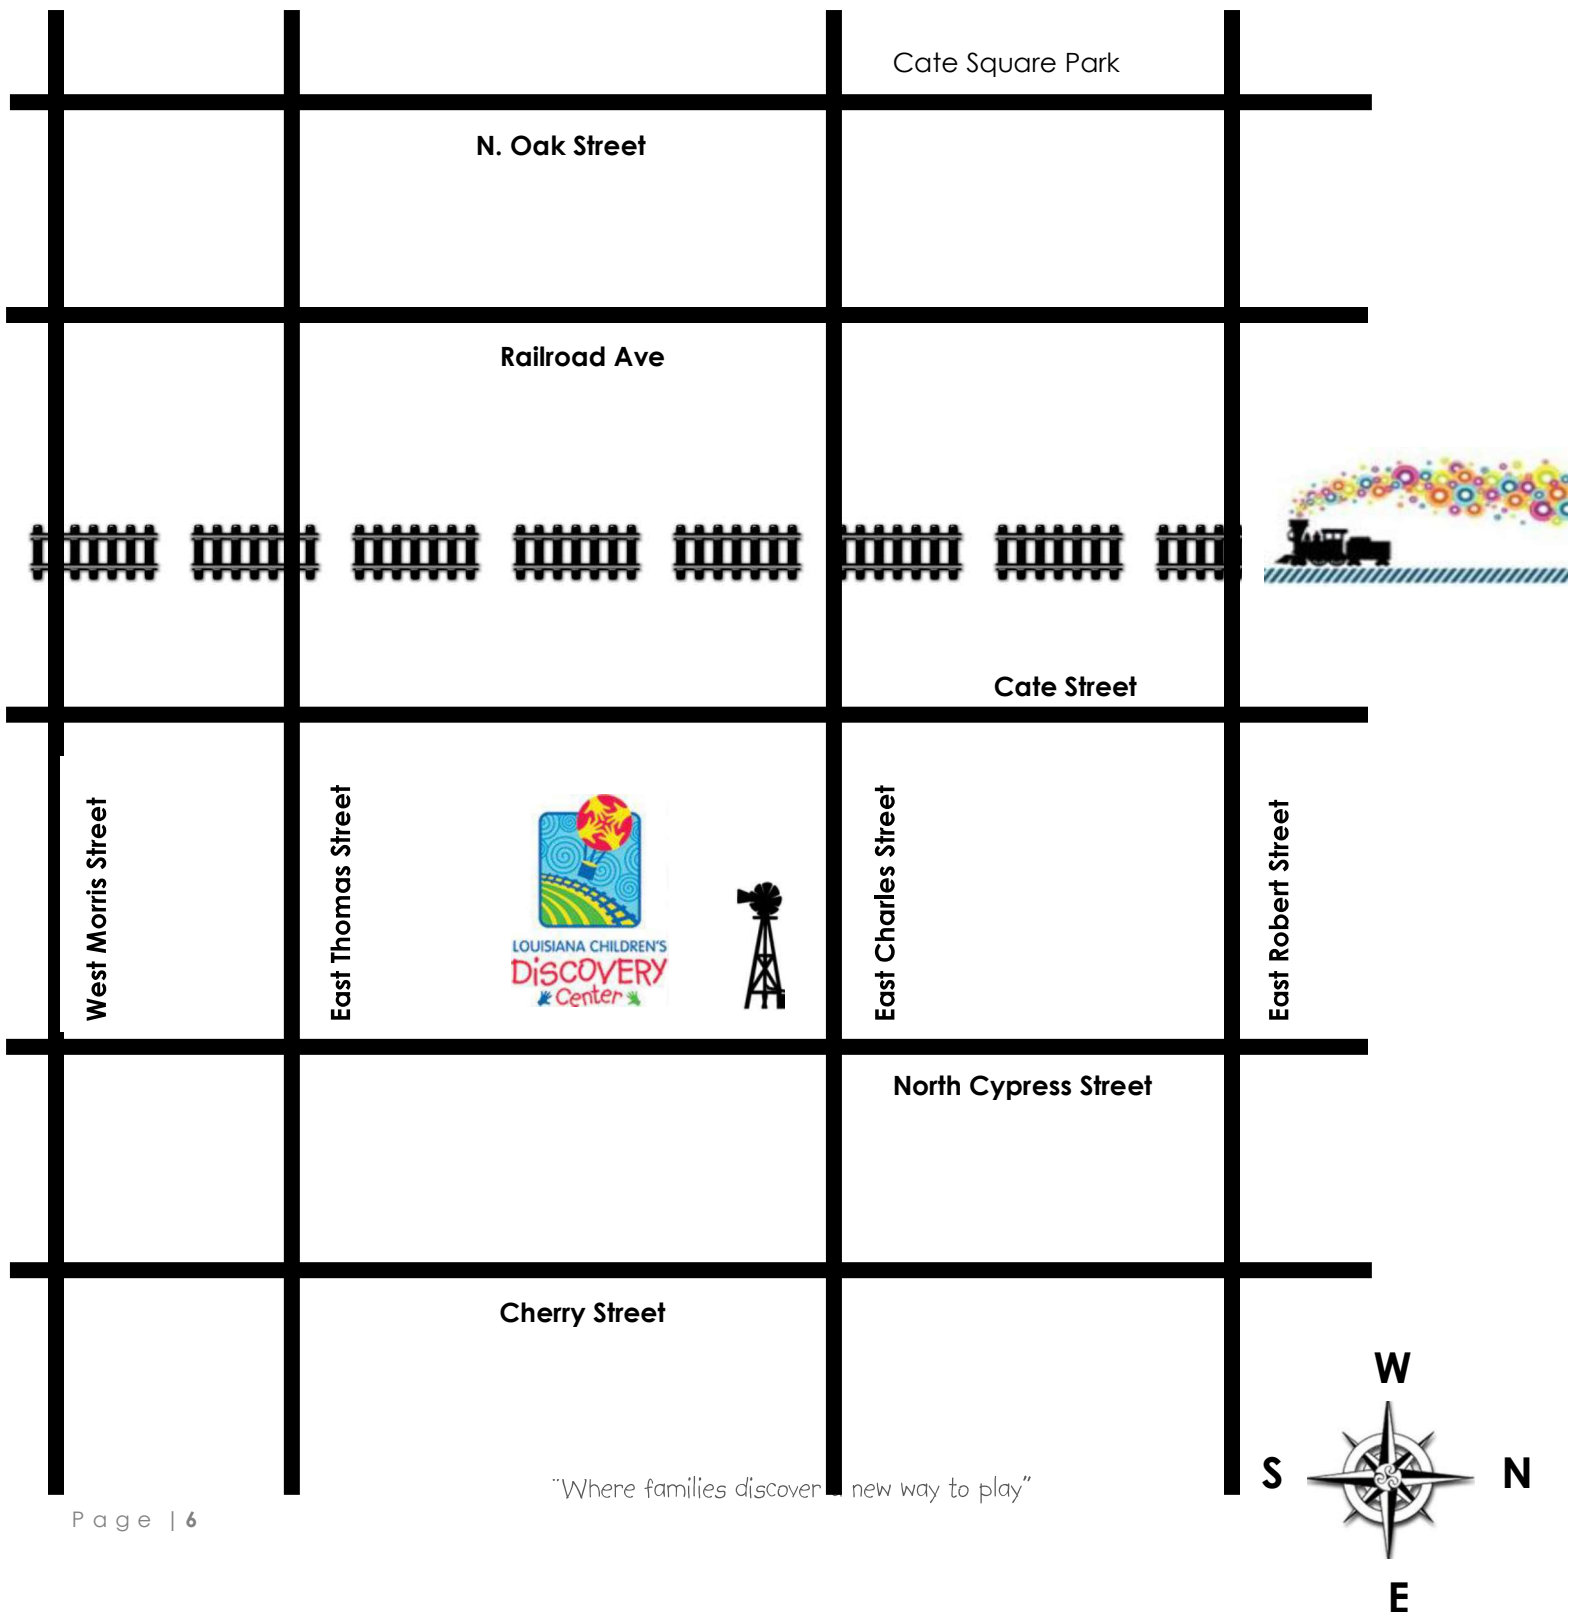 Cate Square Park
N. Oak Street
Railroad Ave
Cate Street
West Morris Street
East Thomas Street
LOUISIANA CHILDREN'S
DiSCOVERY
Center
East Charles Street
East Robert Street
North Cypress Street
Cherry Street
W
S
N
E
"Where families discover new way to play"
Page | 6